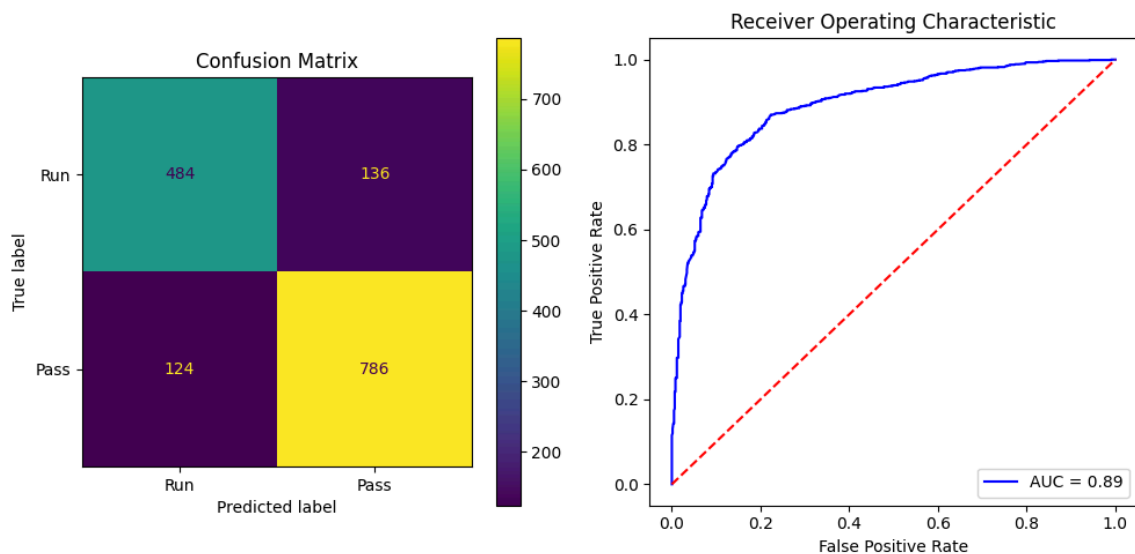 Confusion Matrix
Run
Pass
True label
484
136
124
786
Run
Pass
Predicted label
700
600
500
400
300
200
Receiver Operating Characteristic
True Positive Rate
1.0
0.8
0.6
0.4
0.2
0.0
0.0
0.2
0.4
0.6
0.8
1.0
False Positive Rate
AUC = 0.89